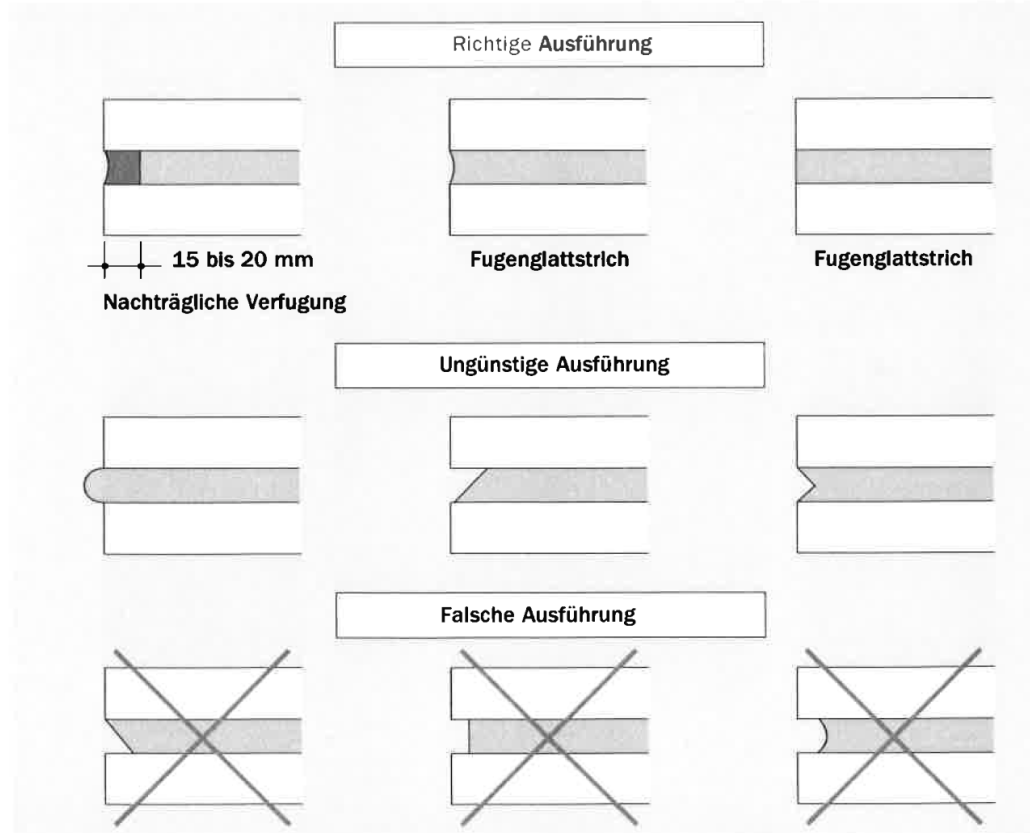 Richtige Ausführung
15 bis 20 mm
Nachträgliche Verfugung
Fugenglattstrich
Fugenglattstrich
Ungünstige Ausführung
Falsche Ausführung